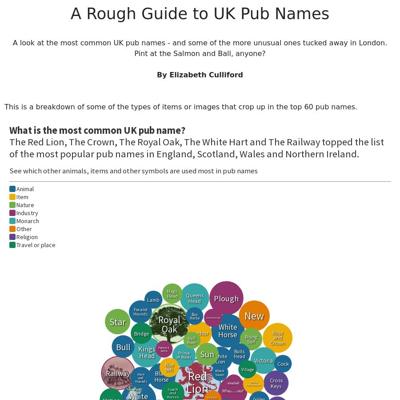 A Rough Guide to UK Pub Names
A look at the most common UK pub names - and some of the more unusual ones tucked away in London.
Pint at the Salmon and Ball, anyone?
By Elizabeth Culliford
This is a breakdown of some of the types of items or images that crop up in the top 60 pub names.
What is the most common UK pub name?
The Red Lion, The Crown, The Royal Oak, The White Hart and The Railway topped the list
of the most popular pub names in England, Scotland, Wales and Northern Ireland.
See which other animals, items and other symbols are used most in pub names
Animal
Item
Nature
Industry
Monarch
Other
Religion
Travel or place
Lamb
Queens
Head
Plough
Star
Royal
Oak
New
Bridge
White
Horse
Bull
Kings
Head
Sun
Bulls
Head
Victoria
Cock
Railway
Village
Red
Lion
Cross
Keys
White